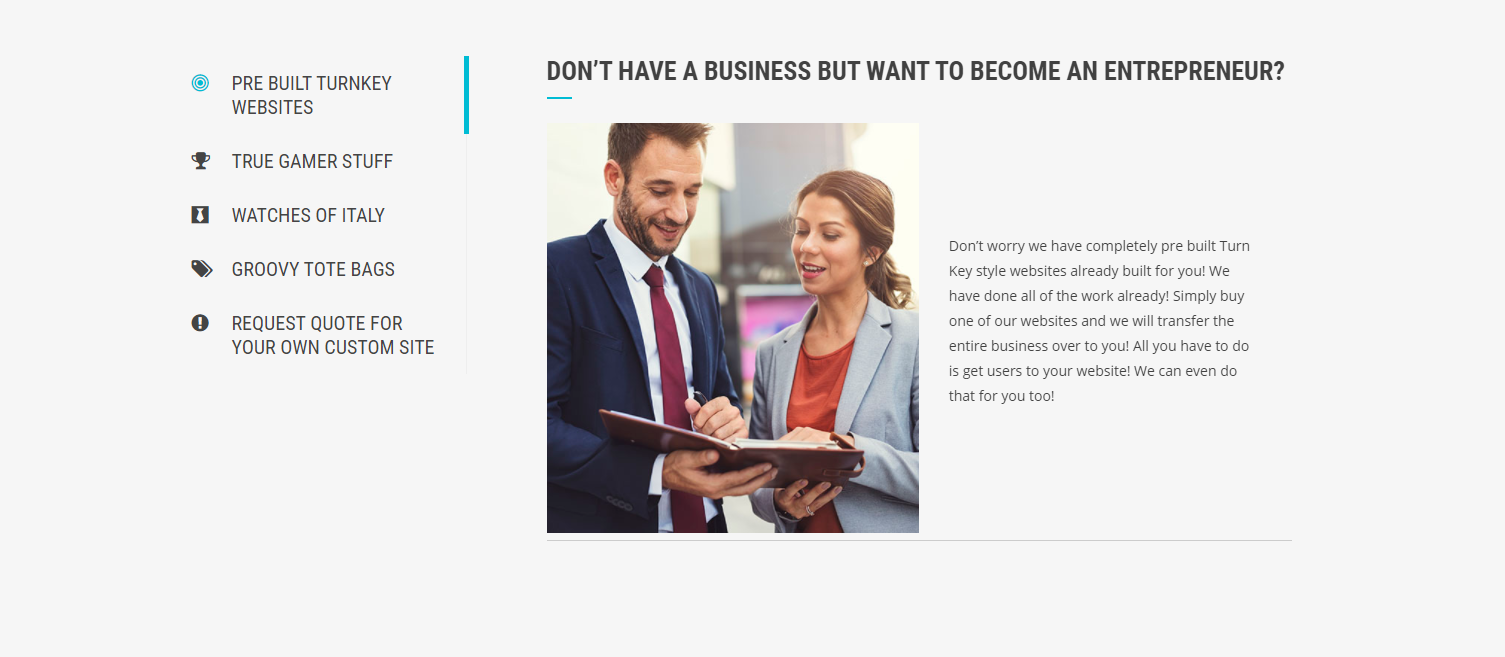 PRE BUILT TURNKEY
WEBSITES
TRUE GAMER STUFF
WATCHES OF ITALY
GROOVY TOTE BAGS
REQUEST QUOTE FOR
YOUR OWN CUSTOM SITE
DON’T HAVE A BUSINESS BUT WANT TO BECOME AN ENTREPRENEUR?
Don’t worry we have completely pre built Turn
Key style websites already built for you! We
have done all of the work already! Simply buy
one of our websites and we will transfer the
entire business over to you! All you have to do
is get users to your website! We can even do
that for you too!